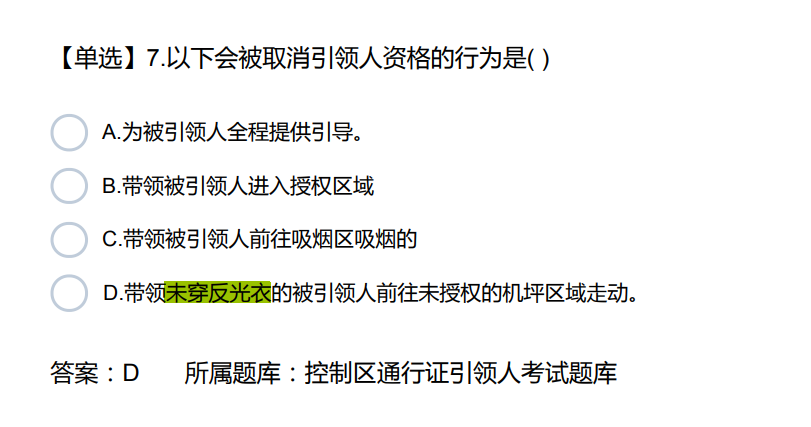 【单选】7.以下会被取消引领人资格的行为是( )
A.为被引领人全程提供引导。
B.带领被引领人进入授权区域
C.带领被引领人前往吸烟区吸烟的
D.带领未穿反光衣的被引领人前往未授权的机坪区域走动。
答案：D 所属题库：控制区通行证引领人考试题库